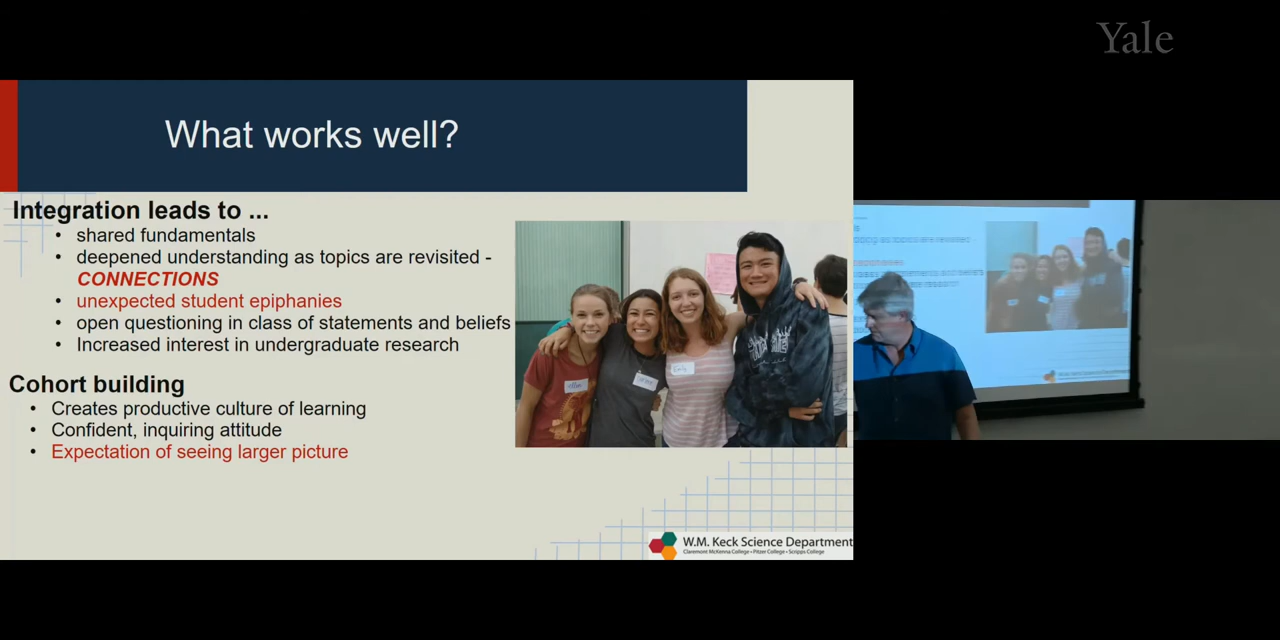 Yale
What works well?
Integration leads to ...
• shared fundamentals
• deepened understanding as topics are revisited -
CONNECTIONS
• unexpected student epiphanies
• open questioning in class of statements and beliefs
• Increased interest in undergraduate research
Cohort building
• Creates productive culture of learning
• Confident, inquiring attitude
• Expectation of seeing larger picture
W.M. Keck Science Department
Claremont McKenna College • Pitzer College • Scripps College